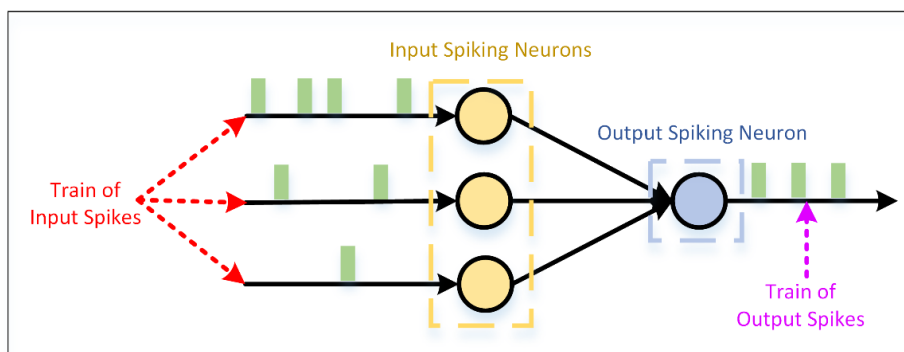 Input Spiking Neurons
Output Spiking Neuron
Train of
Input Spikes
Train of
Output Spikes